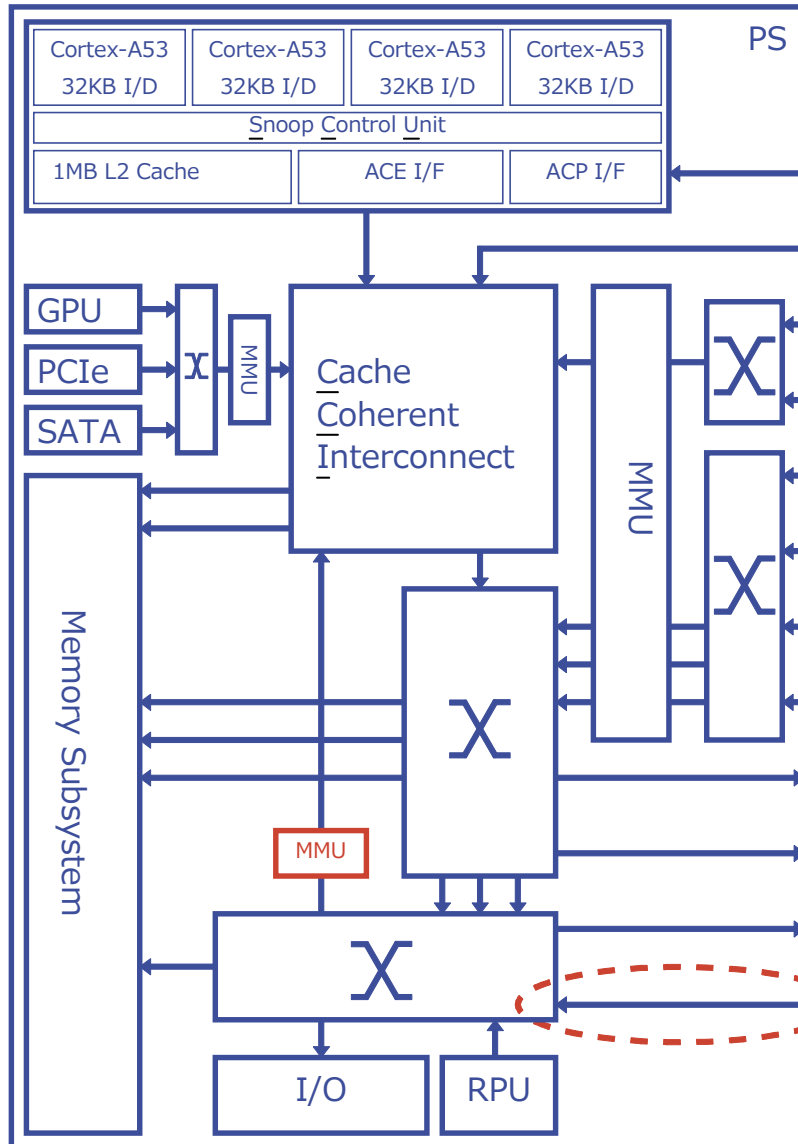 PS
Cortex-A53 Cortex-A53 Cortex-A53 Cortex-A53
32KB I/D 32KB I/D 32KB I/D 32KB I/D
Snoop Control Unit
1MB L2 Cache ACE I/F ACP I/F
GPU
PCIe
SATA
MMU
Cache
Coherent
Interconnect
MMU
Memory Subsystem
MMU
I/O
RPU